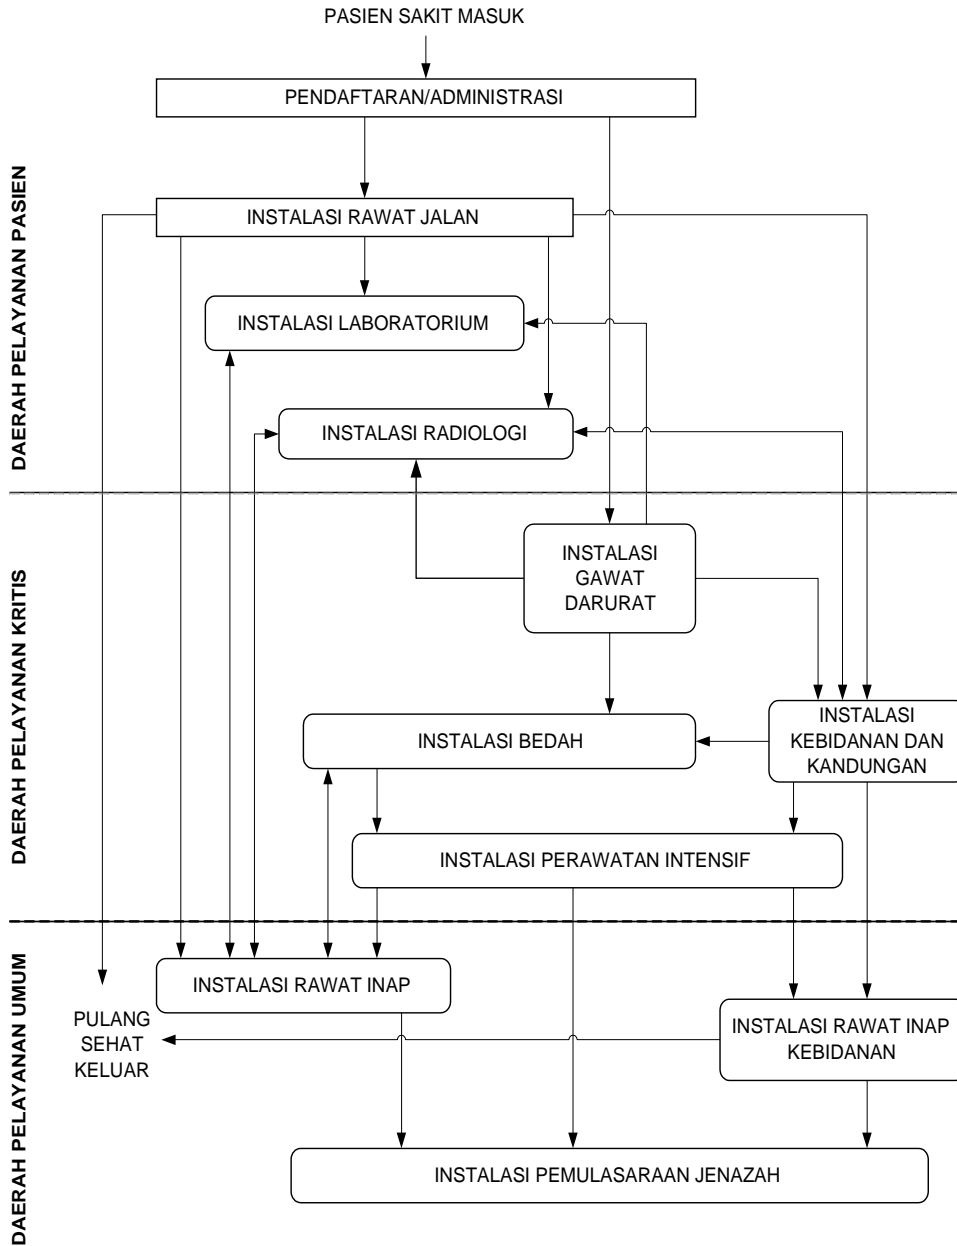 PASIEN SAKIT MASUK
PENDAFTARAN/ADMINISTRASI
DAERAH PELAYANAN PASIEN
INSTALASI RAWAT JALAN
INSTALASI LABORATORIUM
INSTALASI RADIOLOGI
DAERAH PELAYANAN KRITIS
INSTALASI
GAWAT
DARURAT
INSTALASI BEDAH
INSTALASI
KEBIDANAN DAN
KANDUNGAN
INSTALASI PERAWATAN INTENSIF
DAERAH PELAYANAN UMUM
INSTALASI RAWAT INAP
PULANG
SEHAT
KELUAR
INSTALASI RAWAT INAP
KEBIDANAN
INSTALASI PEMULASARAAN JENAZAH